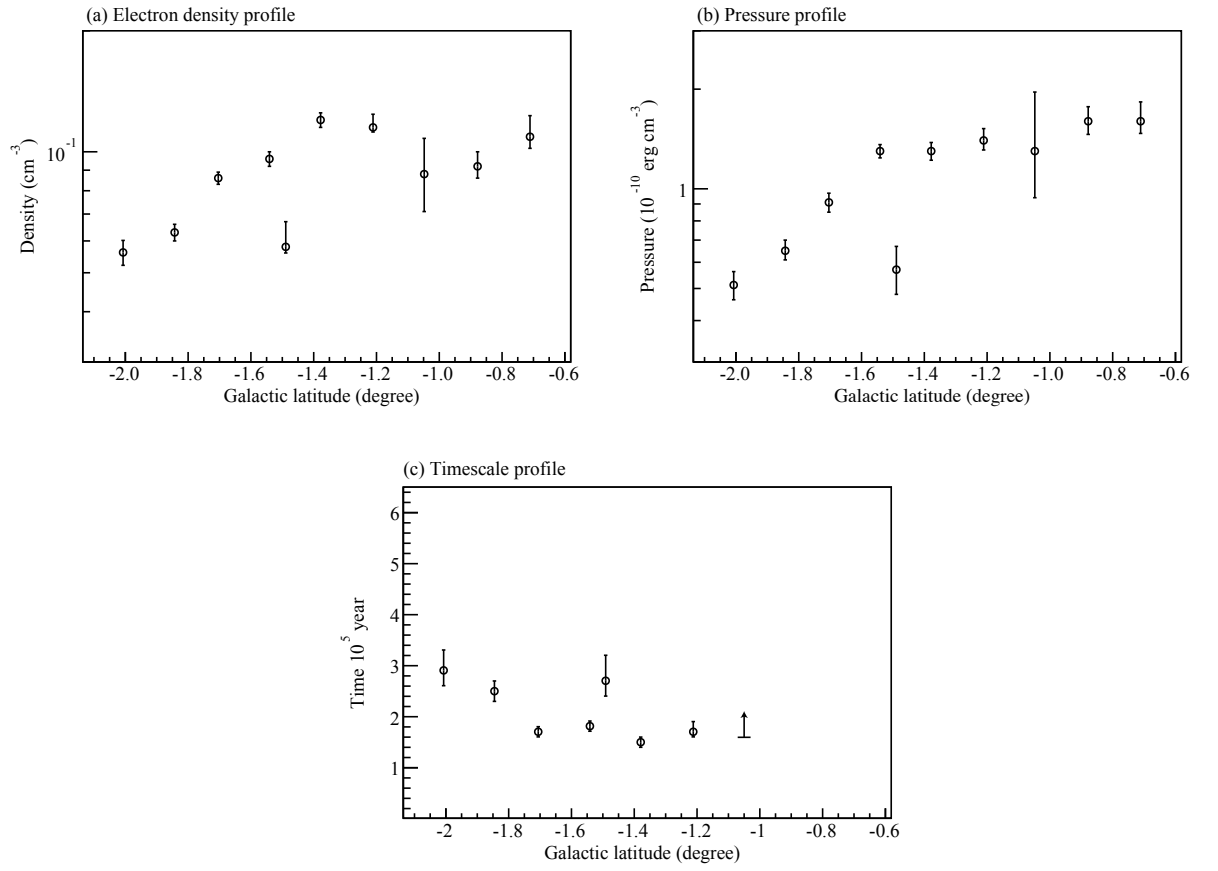 (a) Electron density profile
Density (cm⁻³)
10⁻¹
-2.0 -1.8 -1.6 -1.4 -1.2 -1.0 -0.8 -0.6
Galactic latitude (degree)
(b) Pressure profile
Pressure (10⁻¹⁰ erg cm⁻³)
1
-2.0 -1.8 -1.6 -1.4 -1.2 -1.0 -0.8 -0.6
Galactic latitude (degree)
(c) Timescale profile
Time 10⁵ year
6
5
4
3
2
1
-2 -1.8 -1.6 -1.4 -1.2 -1 -0.8 -0.6
Galactic latitude (degree)